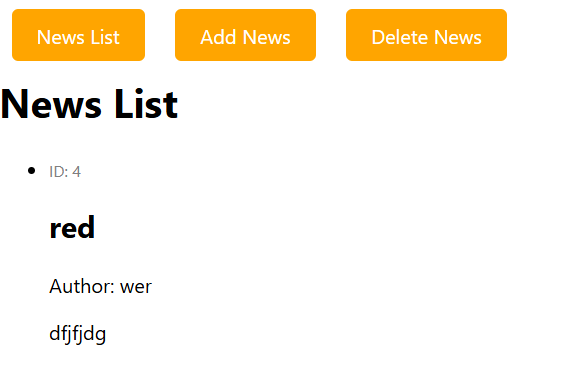 News List Add News Delete News
News List
ID: 4
red
Author: wer
dfjfjdg